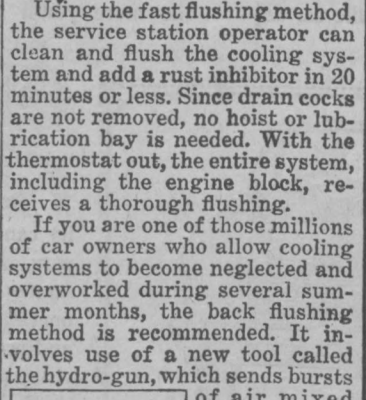 Using the fast flushing method,
the service station operator can
clean and flush the cooling sys-
tem and add a rust inhibitor in 20
minutes or less. Since drain cocks
are not removed, no hoist or lub-
rication bay is needed. With the
thermostat out, the entire system,
including the engine block, re-
ceives a thorough flushing.
If you are one of those millions
of car owners who allow cooling
systems to become neglected and
overworked during several sum-
mer months, the back flushing
method is recommended. It in-
volves use of a new tool called
the hydro-gun, which sends bursts
of air mixed